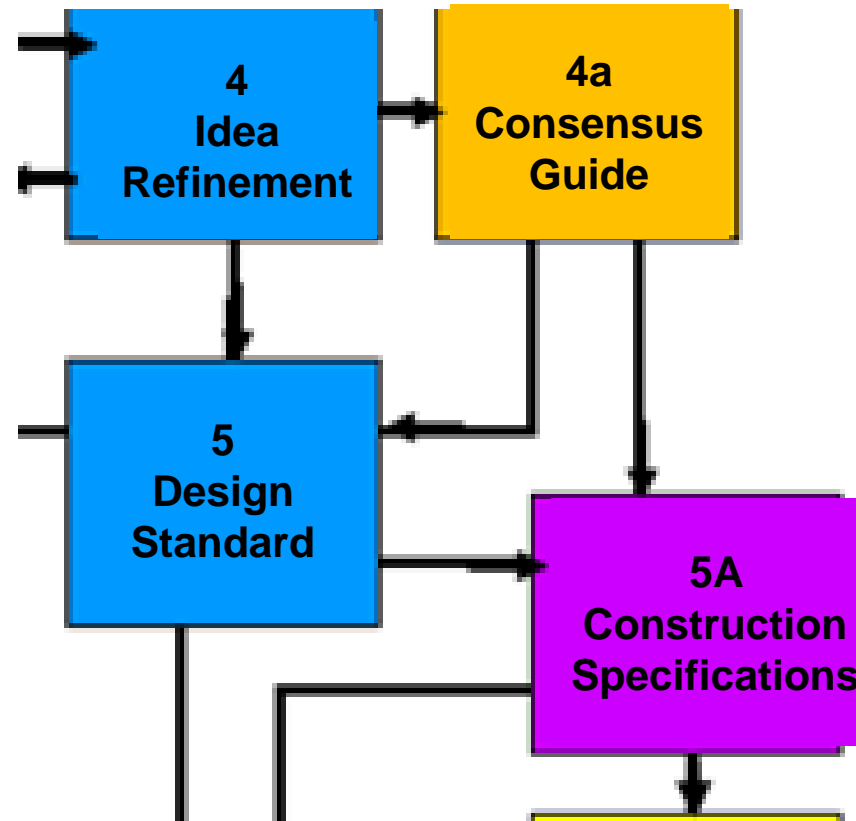 4
Idea
Refinement
4a
Consensus
Guide
5
Design
Standard
5A
Construction
Specifications